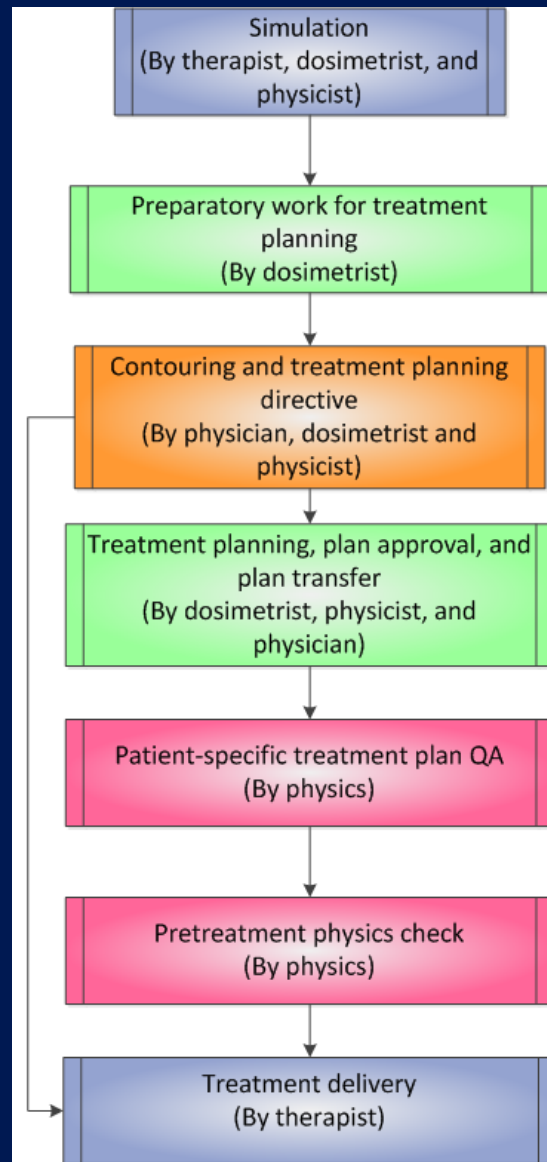 Simulation
(By therapist, dosimetrist, and
physicist)
Preparatory work for treatment
planning
(By dosimetrist)
Contouring and treatment planning
directive
(By physician, dosimetrist and
physicist)
Treatment planning, plan approval, and
plan transfer
(By dosimetrist, physicist, and
physician)
Patient-specific treatment plan QA
(By physics)
Pretreatment physics check
(By physics)
Treatment delivery
(By therapist)